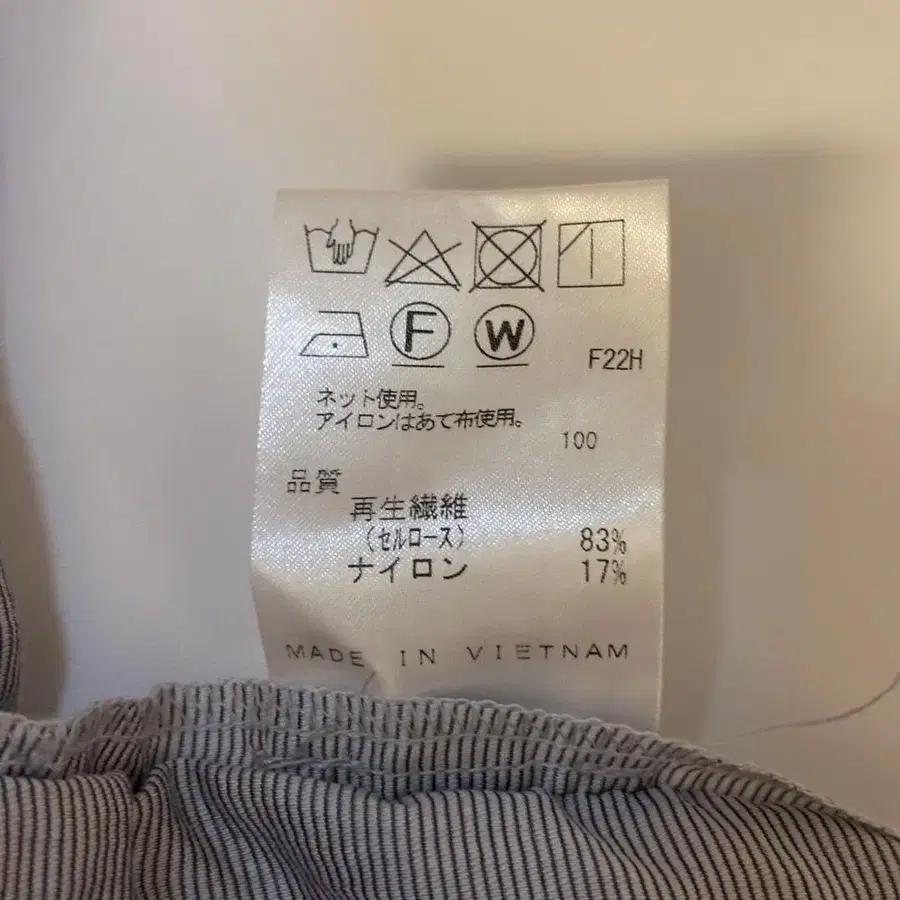 F W
F22H
ネット使用。
アイロンはあて布使用。
100
品質
再生繊維
(セルロース) 83%
ナイロン 17%
MADE IN VIETNAM